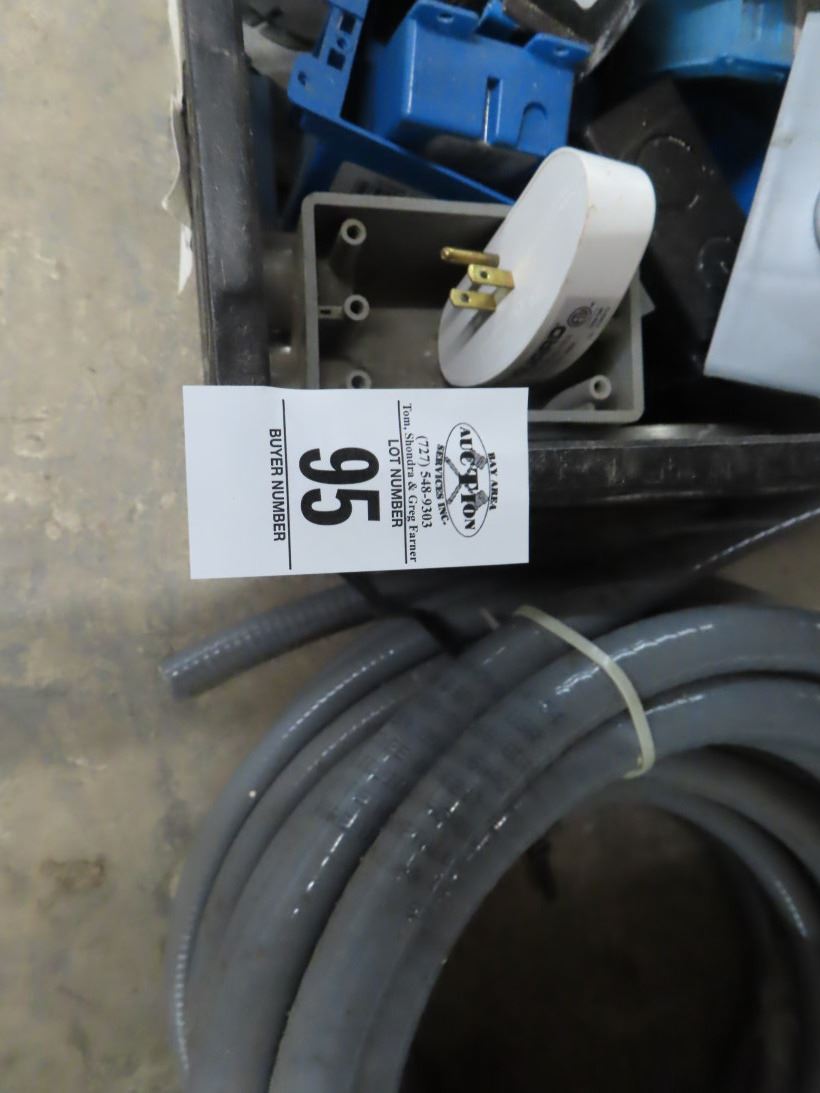 BAY AREA
AUCTION
SERVICES INC.
(727) 548-9303
Tom, Shondra & Greg Farner
LOT NUMBER
95
BUYER NUMBER